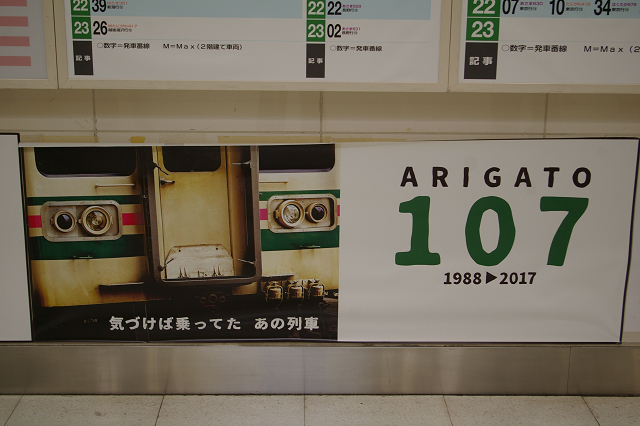 22 39
23 26
○数字=発車番線 M=Max(2階建て車両)
22 22
23 02
○数字=発車番線
記事
22 07 10 34
23
○数字=発車番線 M=Max(2
記事
ARIGATO
107
1988▶2017
気づけば乗ってた あの列車